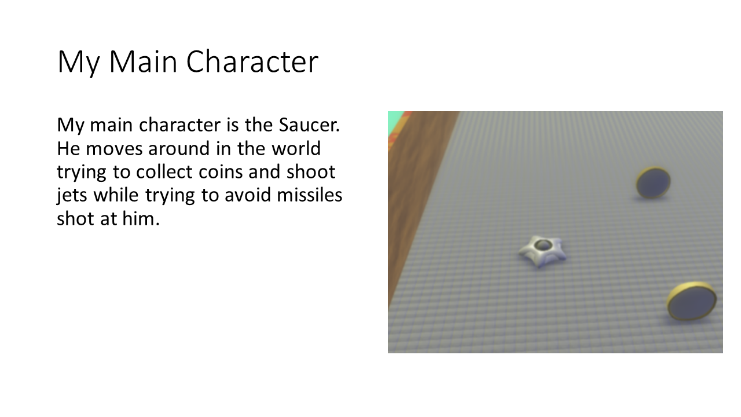 My Main Character
My main character is the Saucer.
He moves around in the world
trying to collect coins and shoot
jets while trying to avoid missiles
shot at him.